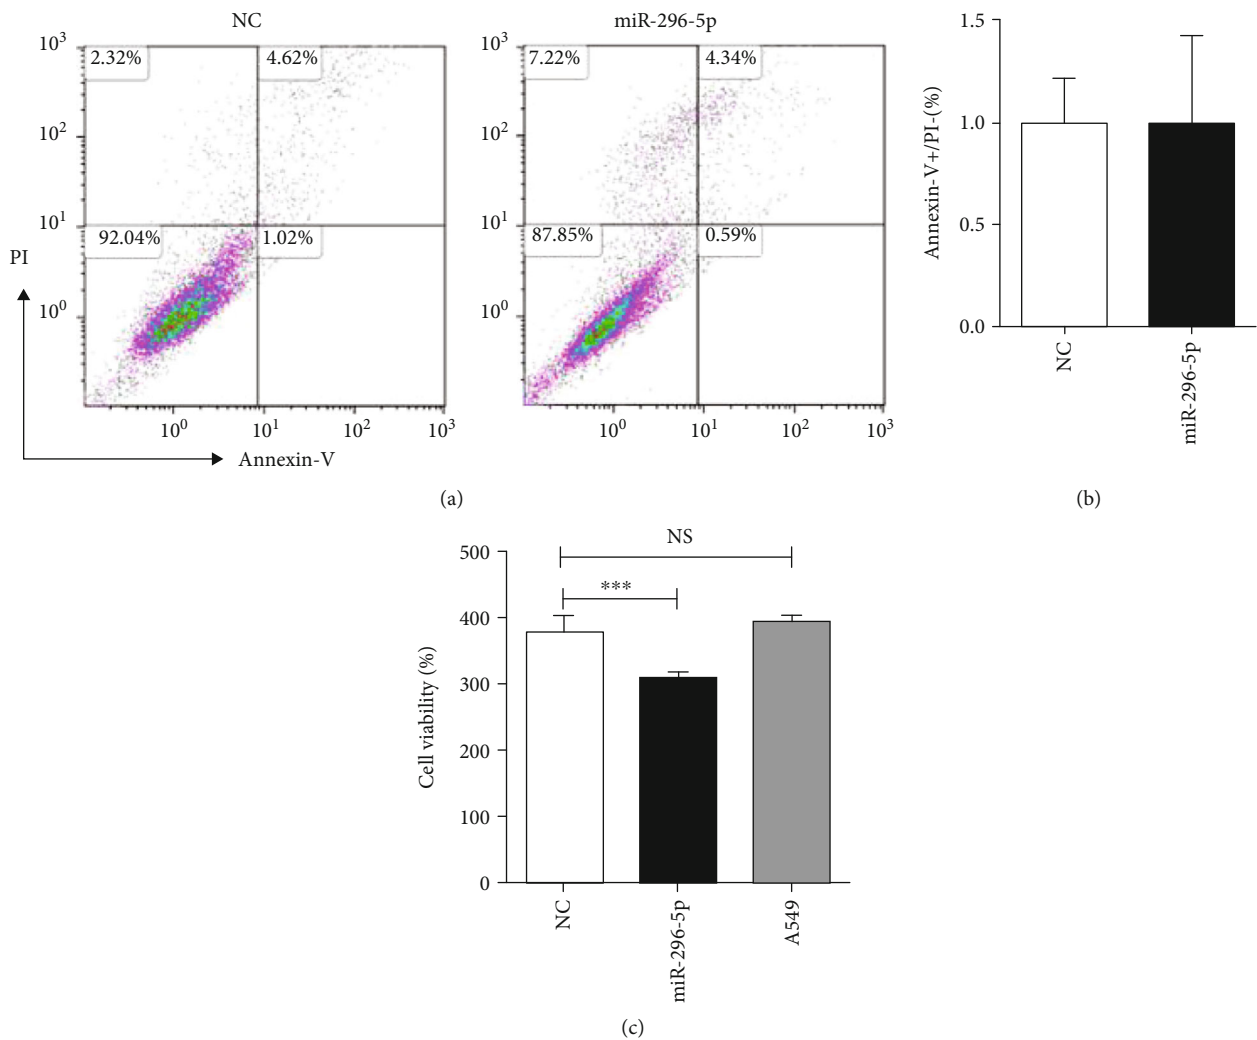 NC
10³
2.32%
4.62%
10²
10¹
92.04%
1.02%
PI
10⁰
10⁰ 10¹ 10² 10³
Annexin-V
miR-296-5p
10³
7.22%
4.34%
10²
10¹
87.85%
0.59%
10⁰
10⁰ 10¹ 10² 10³
(a)
1.5
1.0
0.5
0.0
Annexin-V+/PI-(%)
NC
miR-296-5p
(b)
NS
***
500
400
300
200
100
0
Cell viability (%)
NC
miR-296-5p
A549
(c)